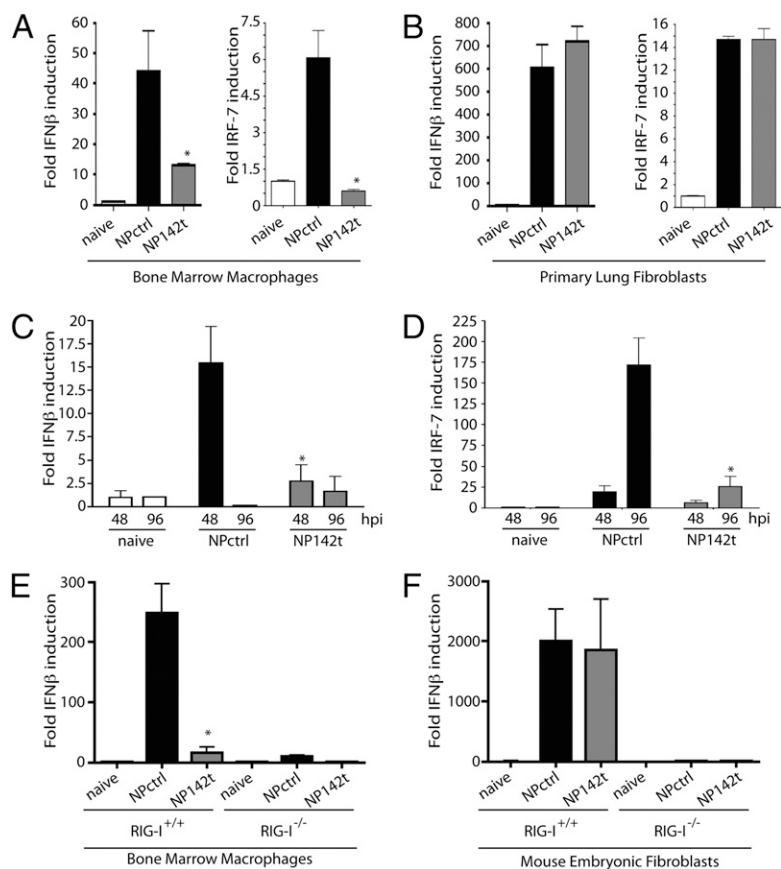 A
Fold IFNβ induction
60
50
40
30
20
10
0
naive
NPctrl
NP142t
*
Fold IRF-7 induction
7.5
6
4.5
3
1.5
0
naive
NPctrl
NP142t
*
Bone Marrow Macrophages
B
Fold IFNβ induction
800
700
600
500
400
300
200
100
0
naive
NPctrl
NP142t
Fold IRF-7 induction
16
14
12
10
8
6
4
2
0
naive
NPctrl
NP142t
Primary Lung Fibroblasts
C
Fold IFNβ induction
20
17.5
15
12.5
10.0
7.5
5
2.5
0
*
48 96 48 96 48 96 hpi
naive NPctrl NP142t
D
Fold IRF-7 induction
225
200
175
150
125
100
75
50
25
0
*
48 96 48 96 48 96 hpi
naive NPctrl NP142t
E
Fold IFNβ induction
300
200
100
0
*
naive
NPctrl
NP142t
naive
NPctrl
NP142t
RIG-I+/+ RIG-I-/-
Bone Marrow Macrophages
F
Fold IFNβ induction
3000
2000
1000
0
naive
NPctrl
NP142t
naive
NPctrl
NP142t
RIG-I+/+ RIG-I-/-
Mouse Embryonic Fibroblasts